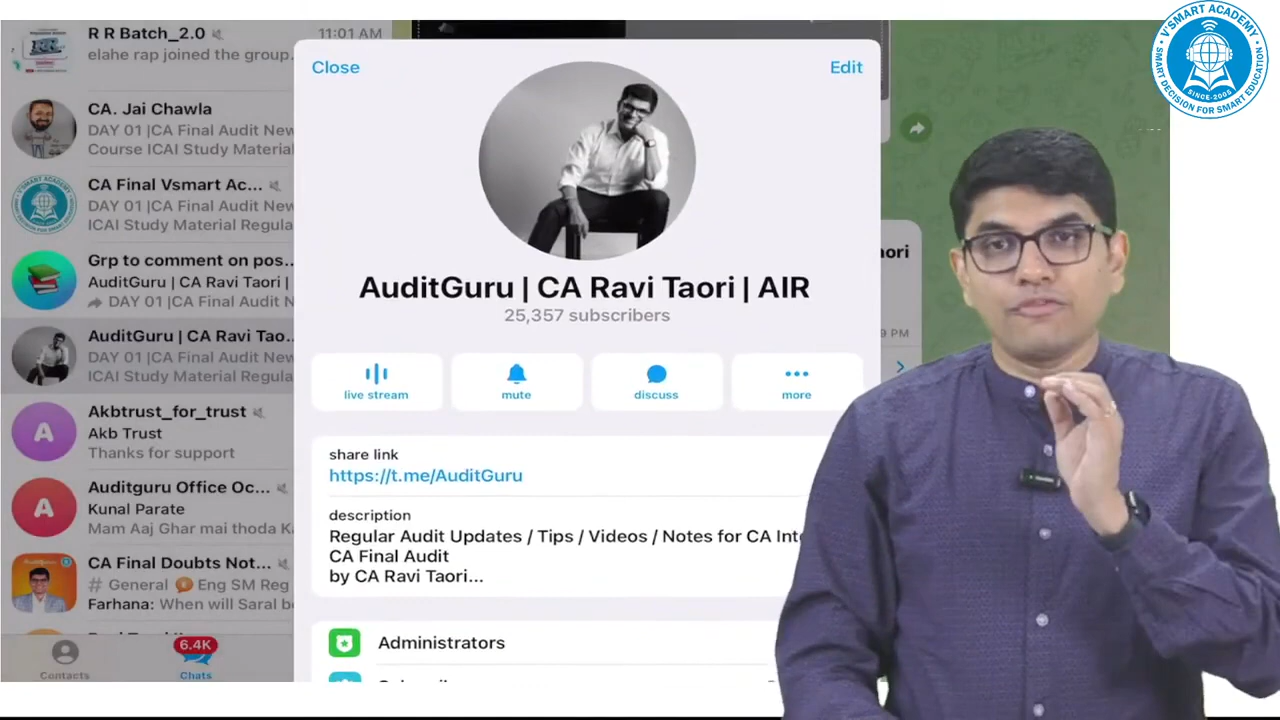 R R Batch_2.0
11:01 AM
elahe rap joined the group.
CA. Jai Chawla
DAY 01 |CA Final Audit New
Course ICAI Study Material
CA Final Vsmart Ac...
DAY 01 |CA Final Audit New
ICAI Study Material Regula
Grp to comment on pos..
AuditGuru | CA Ravi Taori |
DAY 01 |CA Final Audit N
AuditGuru | CA Ravi Tao..
DAY 01 |CA Final Audit New
ICAI Study Material Regula
Akbtrust_for_trust
Akb Trust
Thanks for support
Auditguru Office Oc...
Kunal Parate
Mam Aaj Ghar mai thoda Ka
CA Final Doubts Not...
# General Eng SM Reg
Farhana: When will Saral be
6.4K
Contacts
Chats
A
A
Close
Edit
AuditGuru | CA Ravi Taori | AIR
25,357 subscribers
live stream
mute
discuss
more
share link
https://t.me/AuditGuru
description
Regular Audit Updates / Tips / Videos / Notes for CA Inte
CA Final Audit
by CA Ravi Taori...
Administrators
aori
9 PM
V'SMART ACADEMY
SMART DECISION FOR SMART EDUCATION
SINCE-2005